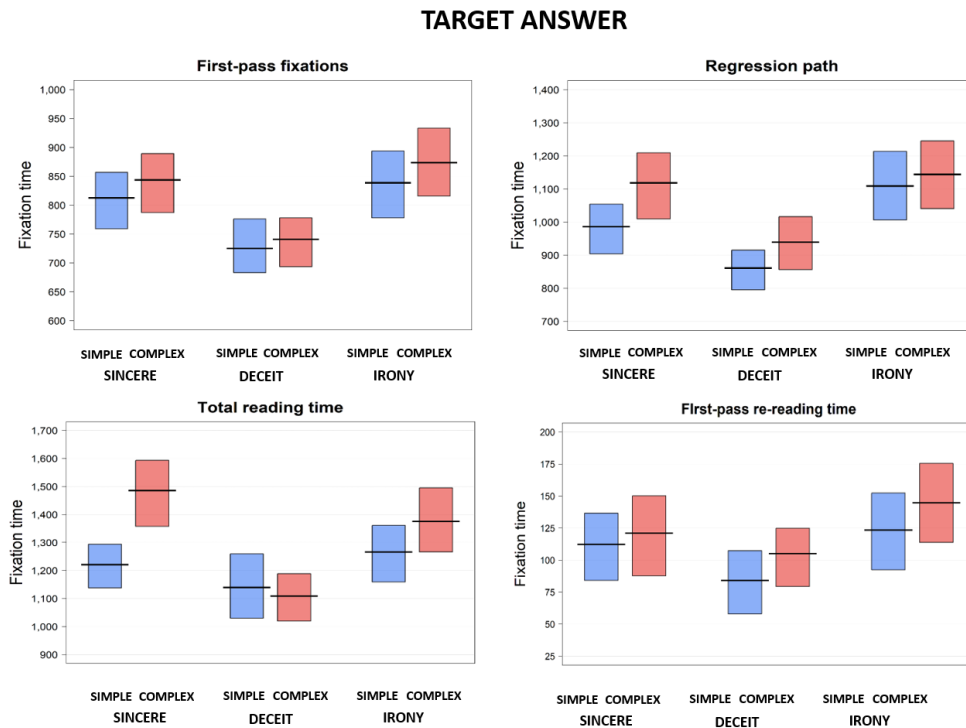 TARGET ANSWER
First-pass fixations
1,000
950
900
850
800
750
700
650
600
Fixation time
SIMPLE COMPLEX SIMPLE COMPLEX SIMPLE COMPLEX
SINCERE DECEIT IRONY
Regression path
1,400
1,300
1,200
1,100
1,000
900
800
700
Fixation time
SIMPLE COMPLEX SIMPLE COMPLEX SIMPLE COMPLEX
SINCERE DECEIT IRONY
Total reading time
1,700
1,600
1,500
1,400
1,300
1,200
1,100
1,000
900
Fixation time
SIMPLE COMPLEX SIMPLE COMPLEX SIMPLE COMPLEX
SINCERE DECEIT IRONY
FIrst-pass re-reading time
200
175
150
125
100
75
50
25
Fixation time
SIMPLE COMPLEX SIMPLE COMPLEX SIMPLE COMPLEX
SINCERE DECEIT IRONY